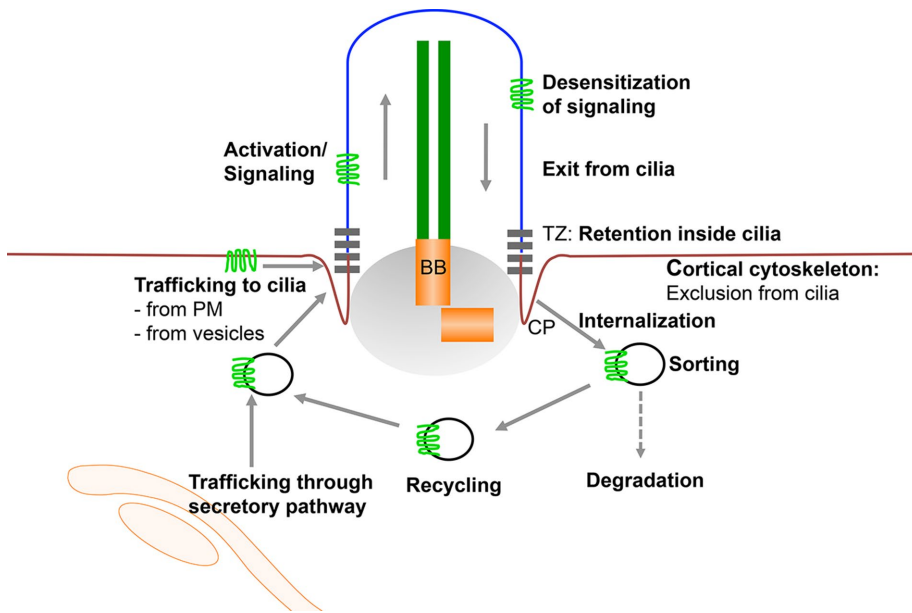 Desensitization
of signaling
Activation/
Signaling
Exit from cilia
TZ: Retention inside cilia
BB
Trafficking to cilia
- from PM
- from vesicles
Cortical cytoskeleton:
Exclusion from cilia
CP
Internalization
Sorting
Trafficking through
secretory pathway
Recycling
Degradation